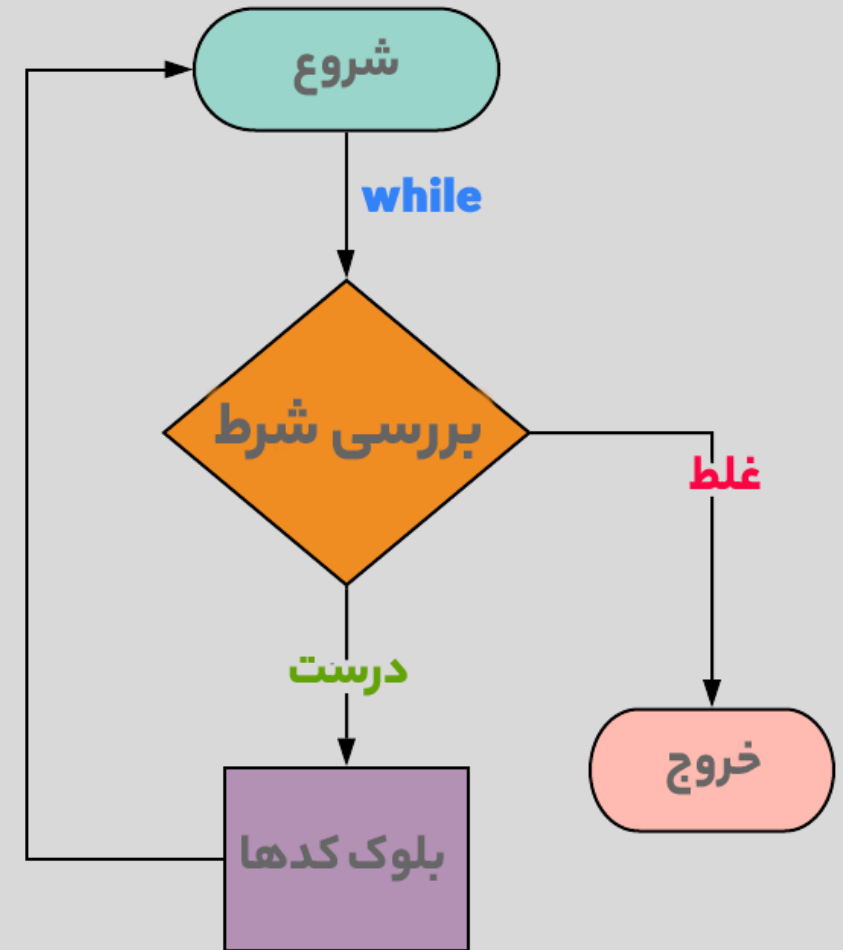 شروع
while
بررسی شرط
غلط
درست
خروج
بلوک کدها